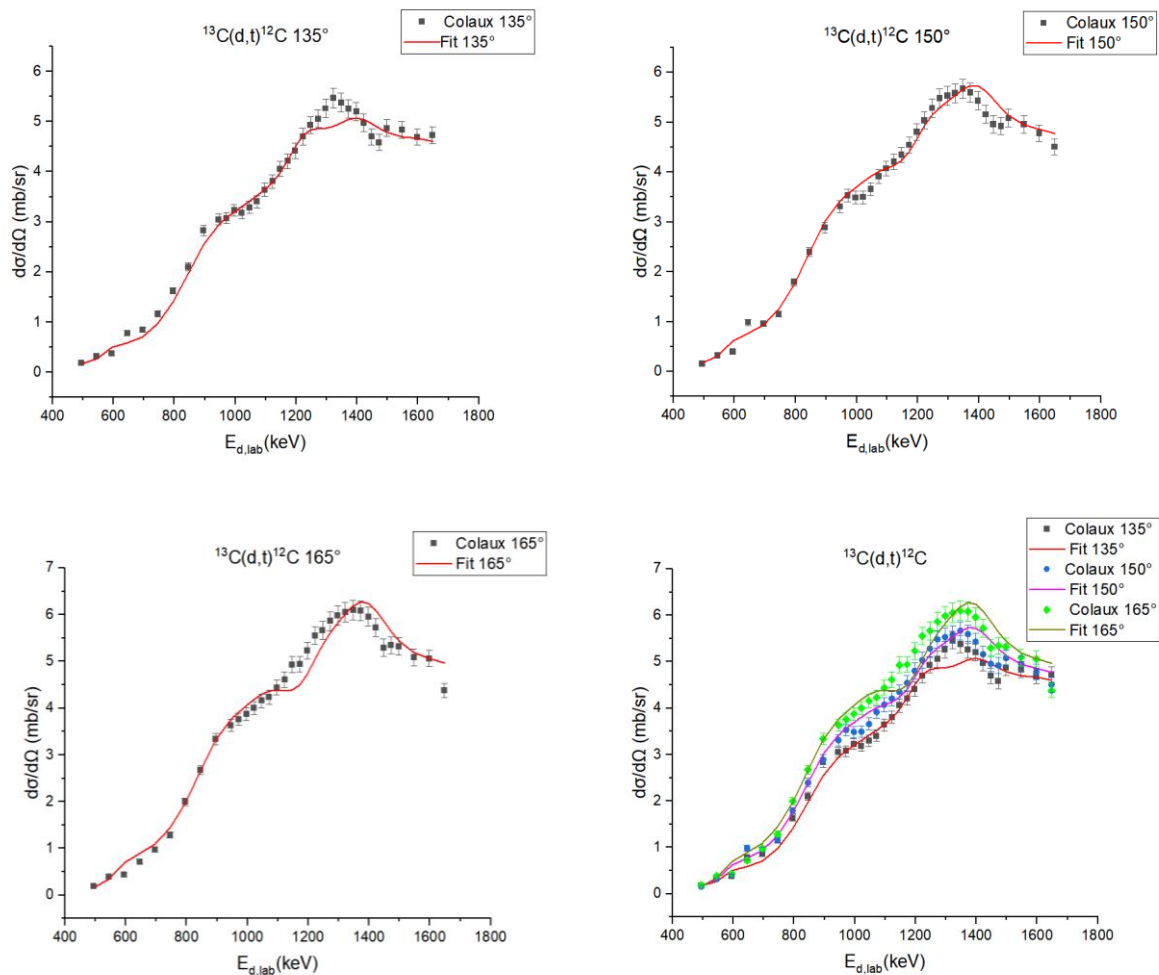 ¹³C(d,t)¹²C 135°
Colaux 135°
Fit 135°
dσ/dΩ (mb/sr)
6
5
4
3
2
1
0
400 600 800 1000 1200 1400 1600 1800
E_d,lab(keV)
¹³C(d,t)¹²C 150°
Colaux 150°
Fit 150°
dσ/dΩ (mb/sr)
6
5
4
3
2
1
0
400 600 800 1000 1200 1400 1600 1800
E_d,lab(keV)
¹³C(d,t)¹²C 165°
Colaux 165°
Fit 165°
dσ/dΩ (mb/sr)
7
6
5
4
3
2
1
0
400 600 800 1000 1200 1400 1600 1800
E_d,lab(keV)
¹³C(d,t)¹²C
Colaux 135°
Fit 135°
Colaux 150°
Fit 150°
Colaux 165°
Fit 165°
dσ/dΩ (mb/sr)
7
6
5
4
3
2
1
0
400 600 800 1000 1200 1400 1600 1800
E_d,lab(keV)